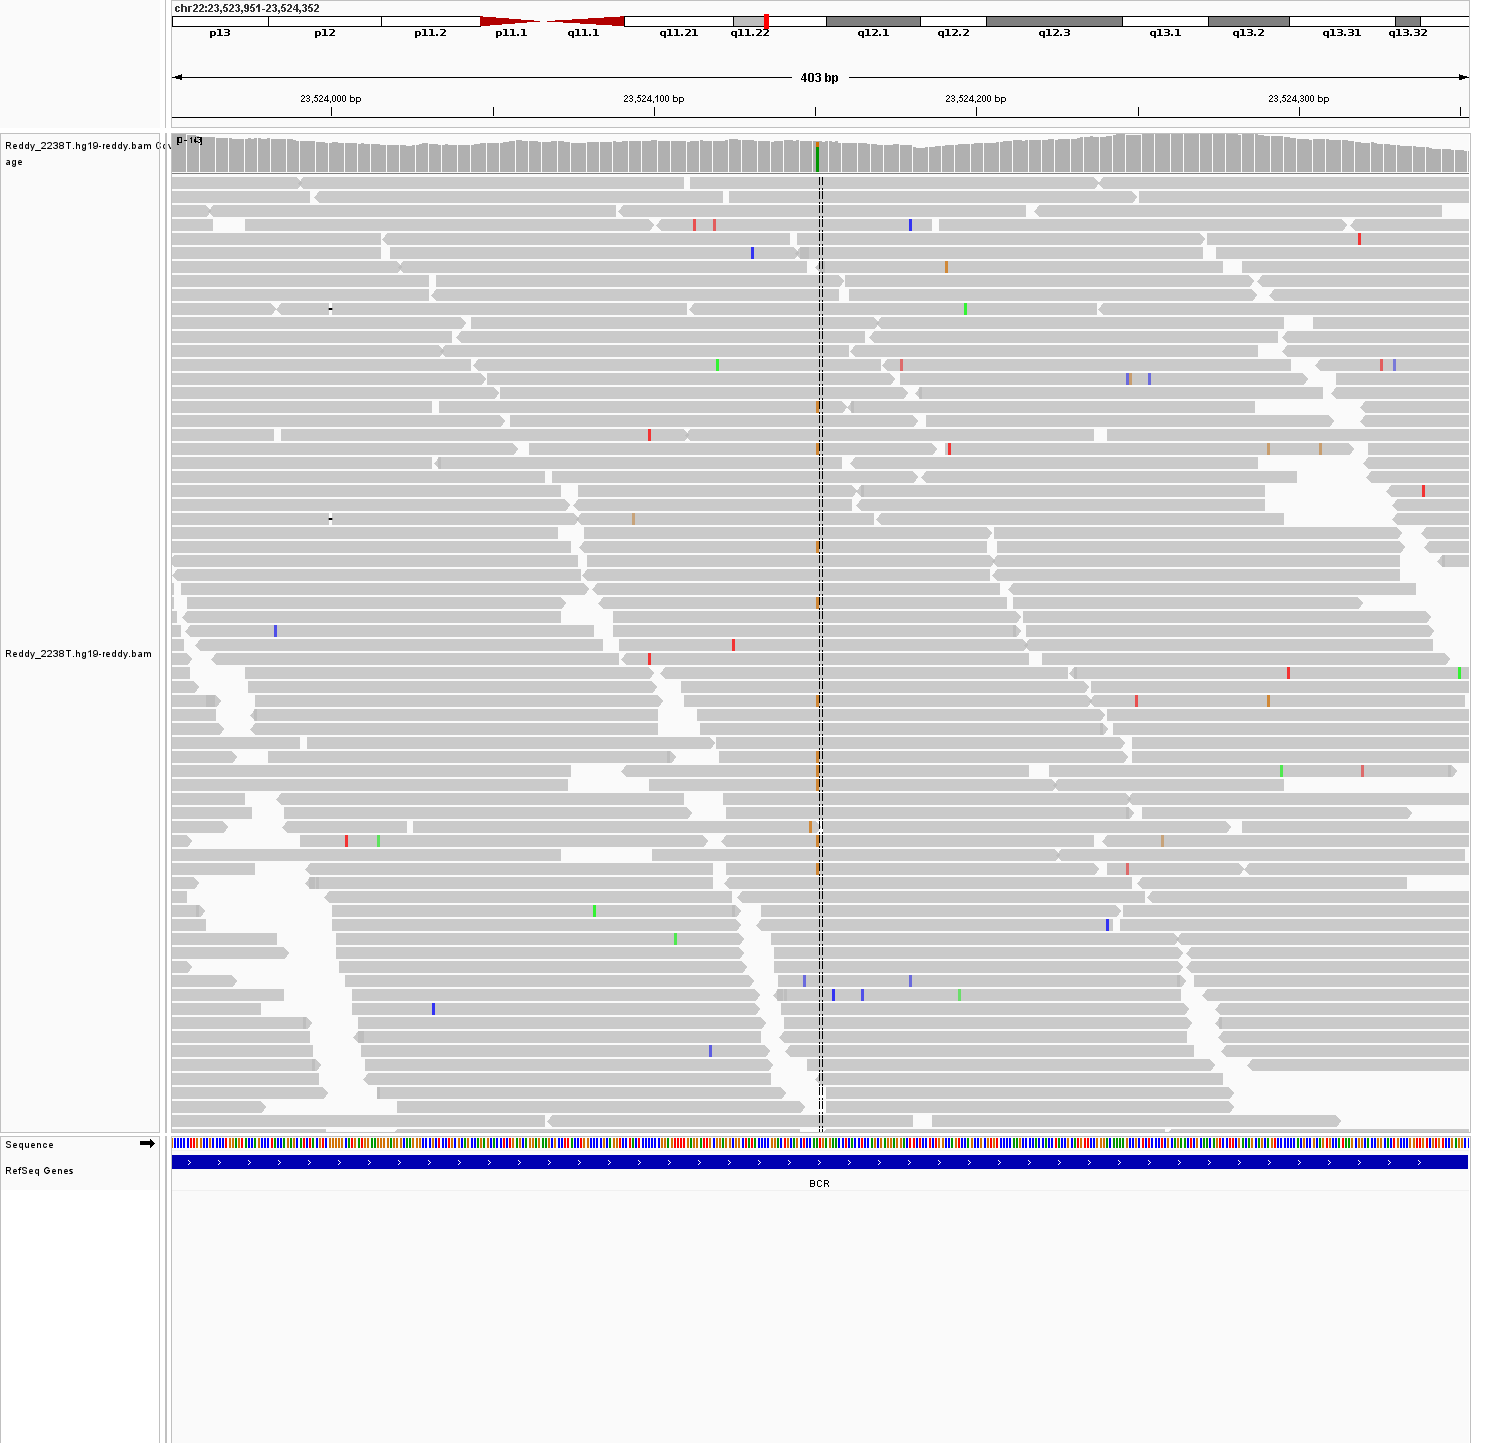 chr22:23,523,951-23,524,352
p13 p12 p11.2 p11.1 q11.1 q11.21 q11.22 q12.1 q12.2 q12.3 q13.1 q13.2 q13.31 q13.32
403 bp
23,524,000 bp 23,524,100 bp 23,524,200 bp 23,524,300 bp
Reddy_2238T.hg19-reddy.bam Cov
age
Reddy_2238T.hg19-reddy.bam
Sequence
RefSeq Genes
BCR